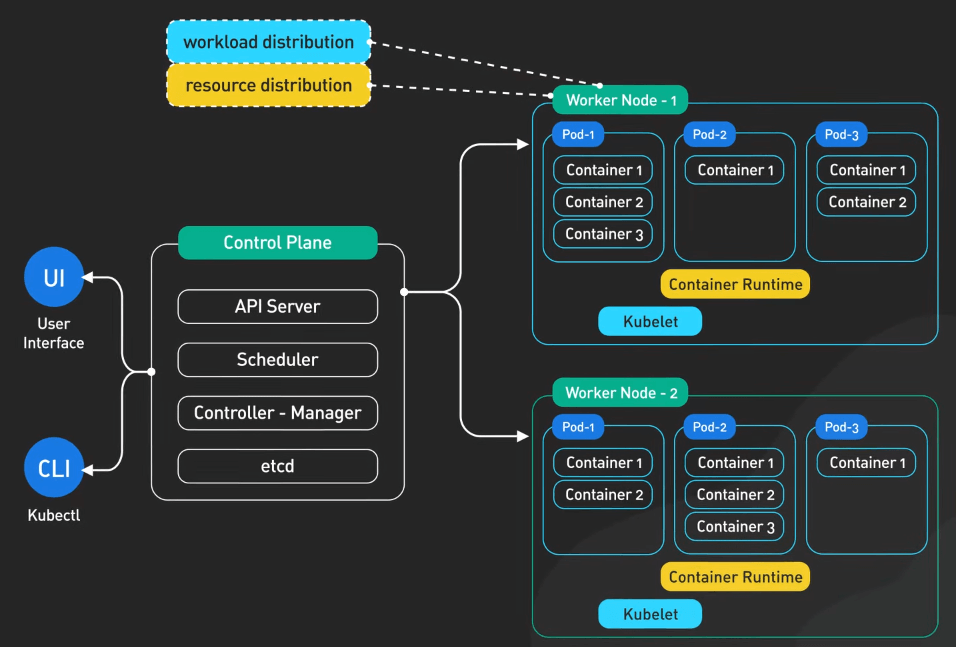 workload distribution
resource distribution
Worker Node - 1
Pod-1
Container 1
Container 2
Container 3
Pod-2
Container 1
Pod-3
Container 1
Container 2
Container Runtime
Kubelet
Control Plane
API Server
Scheduler
Controller - Manager
etcd
UI
User
Interface
CLI
Kubectl
Worker Node - 2
Pod-1
Container 1
Container 2
Pod-2
Container 1
Container 2
Container 3
Pod-3
Container 1
Container Runtime
Kubelet